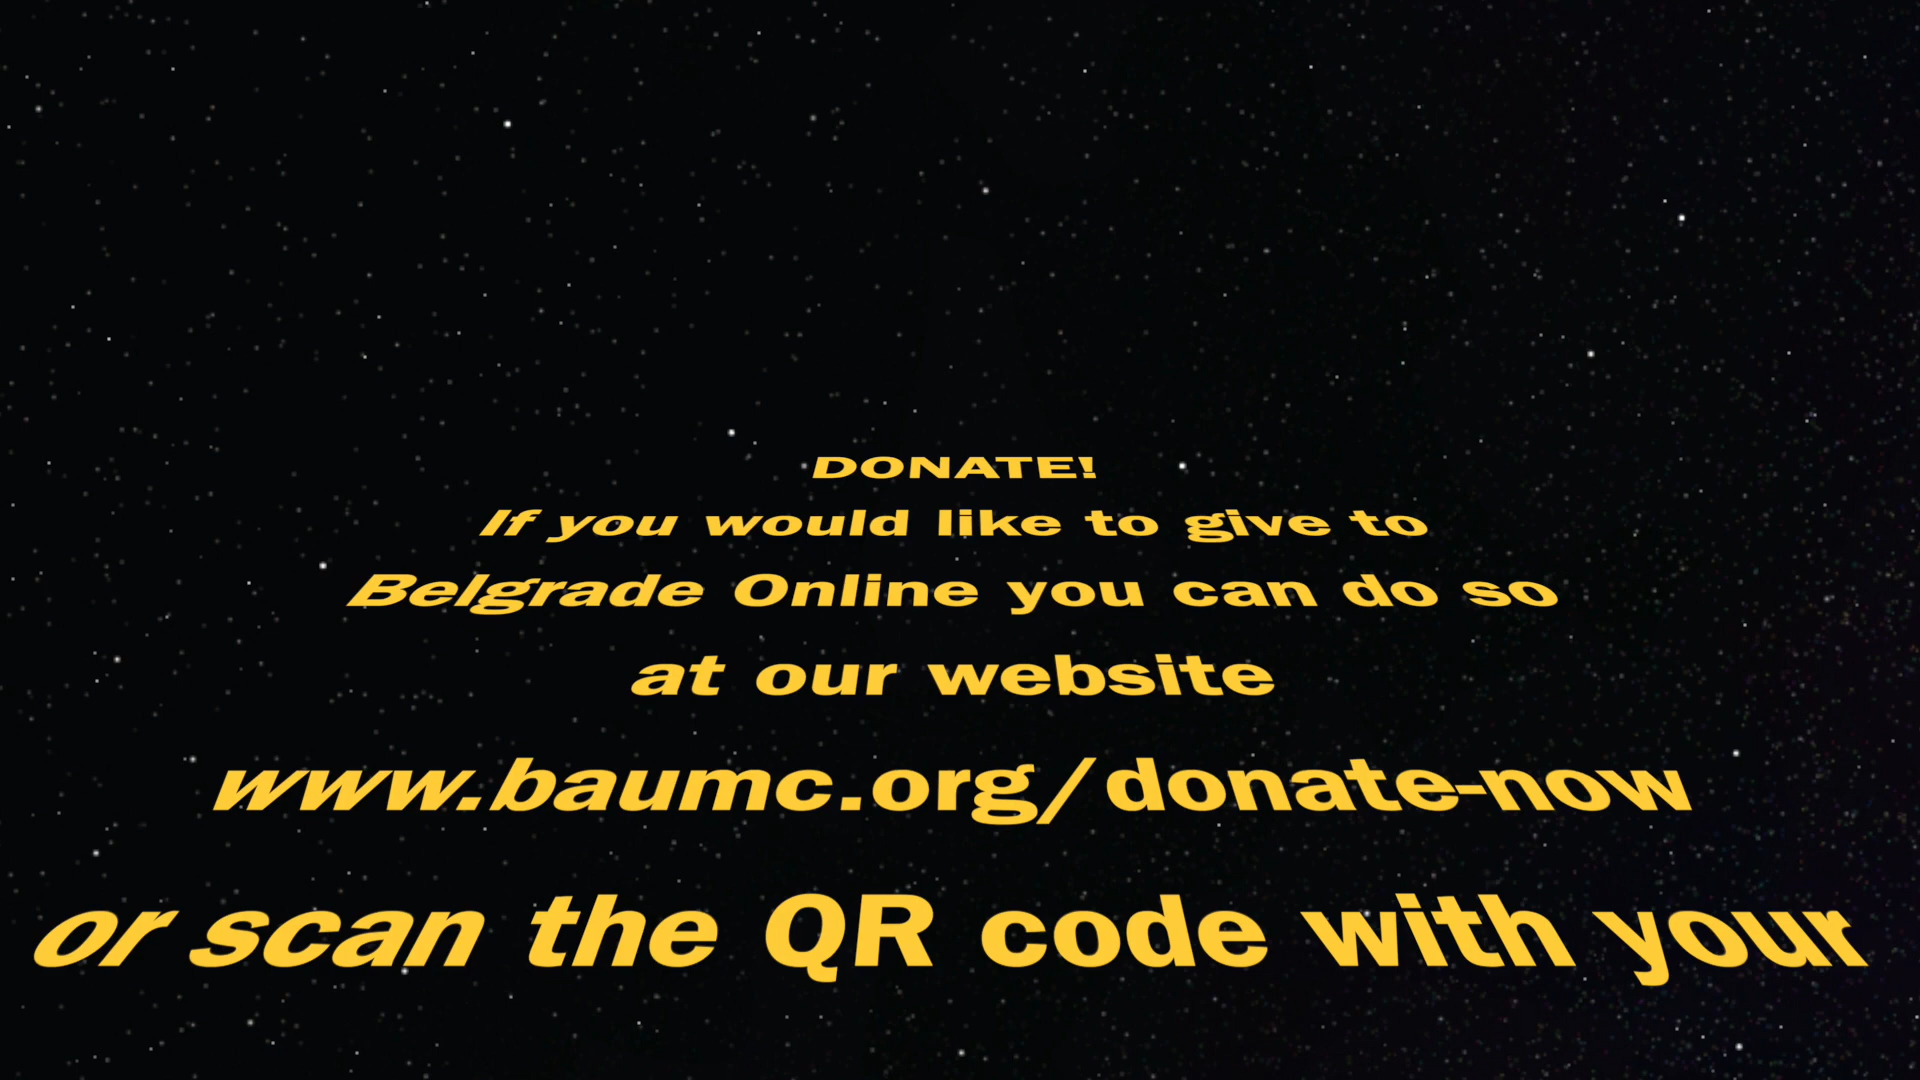 DONATE!
If you would like to give to
Belgrade Online you can do so
at our website
www.baumc.org/donate-now
or scan the QR code with your